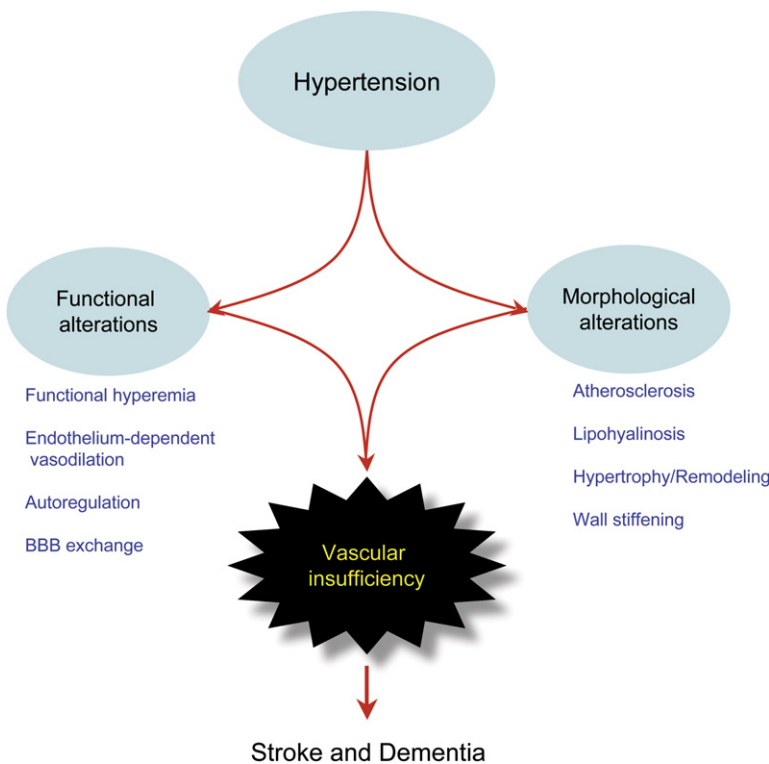 Hypertension
Functional
alterations
Functional hyperemia
Endothelium-dependent
vasodilation
Autoregulation
BBB exchange
Morphological
alterations
Atherosclerosis
Lipohyalinosis
Hypertrophy/Remodeling
Wall stiffening
Vascular
insufficiency
Stroke and Dementia